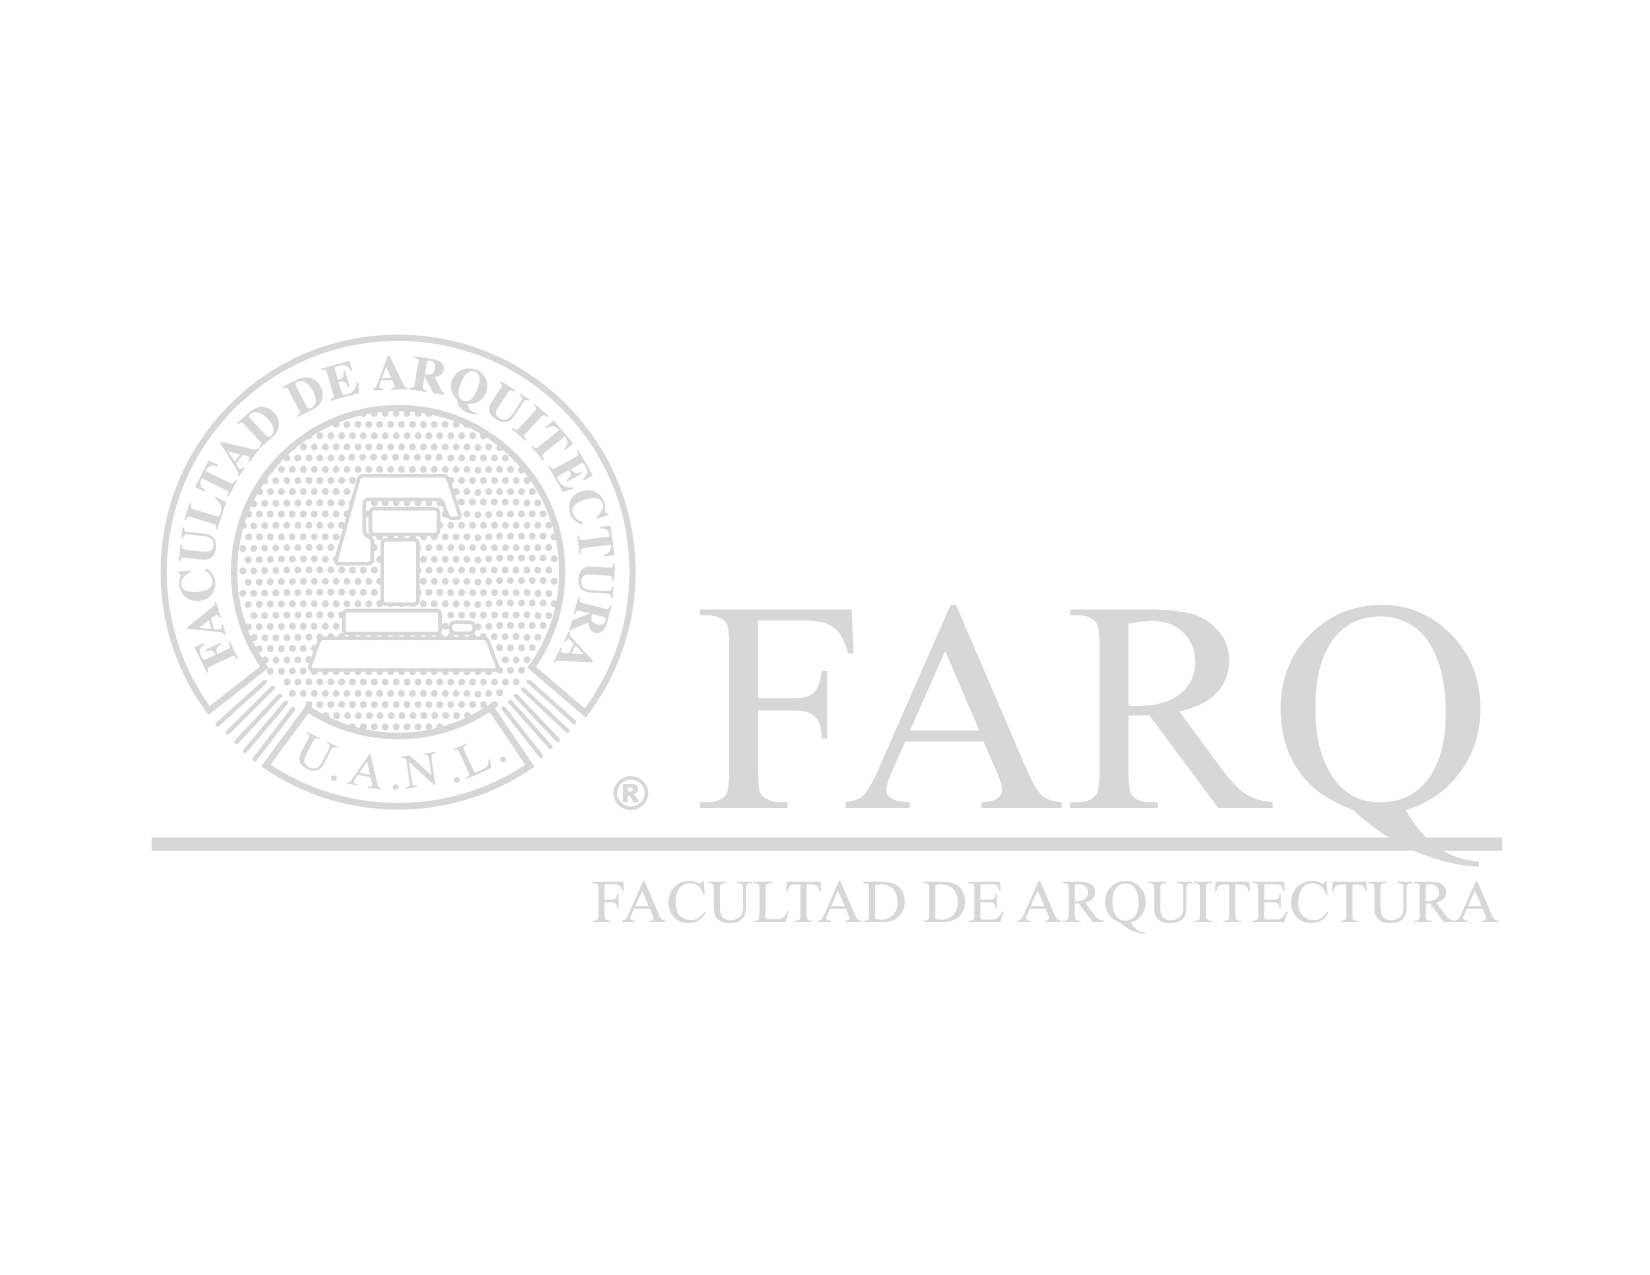 FACULTAD DE ARQUITECTURA
U.A.N.L.
®
FARQ
FACULTAD DE ARQUITECTURA